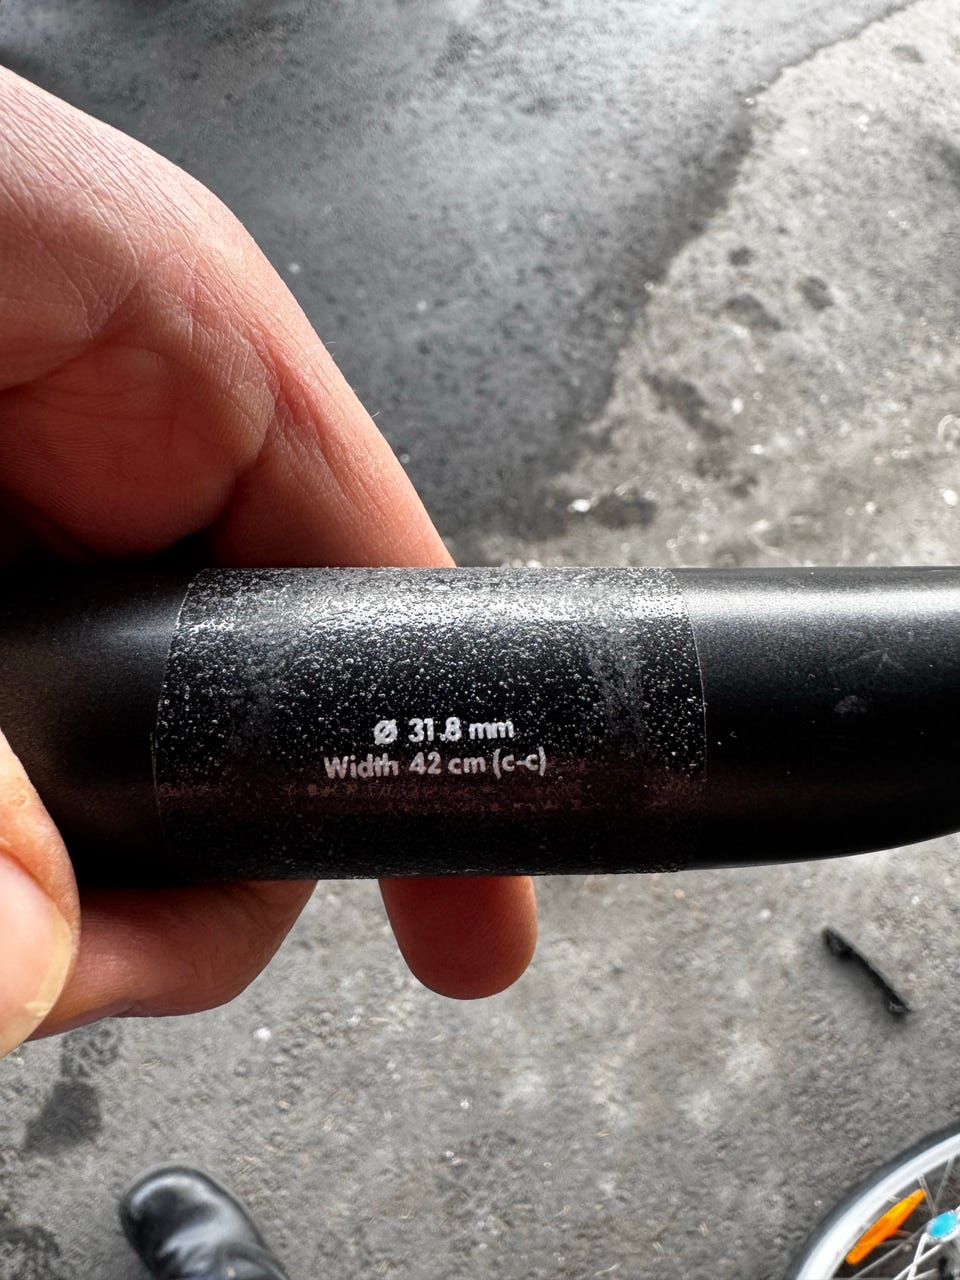 Ø 31.8 mm
Width 42 cm (c-c)